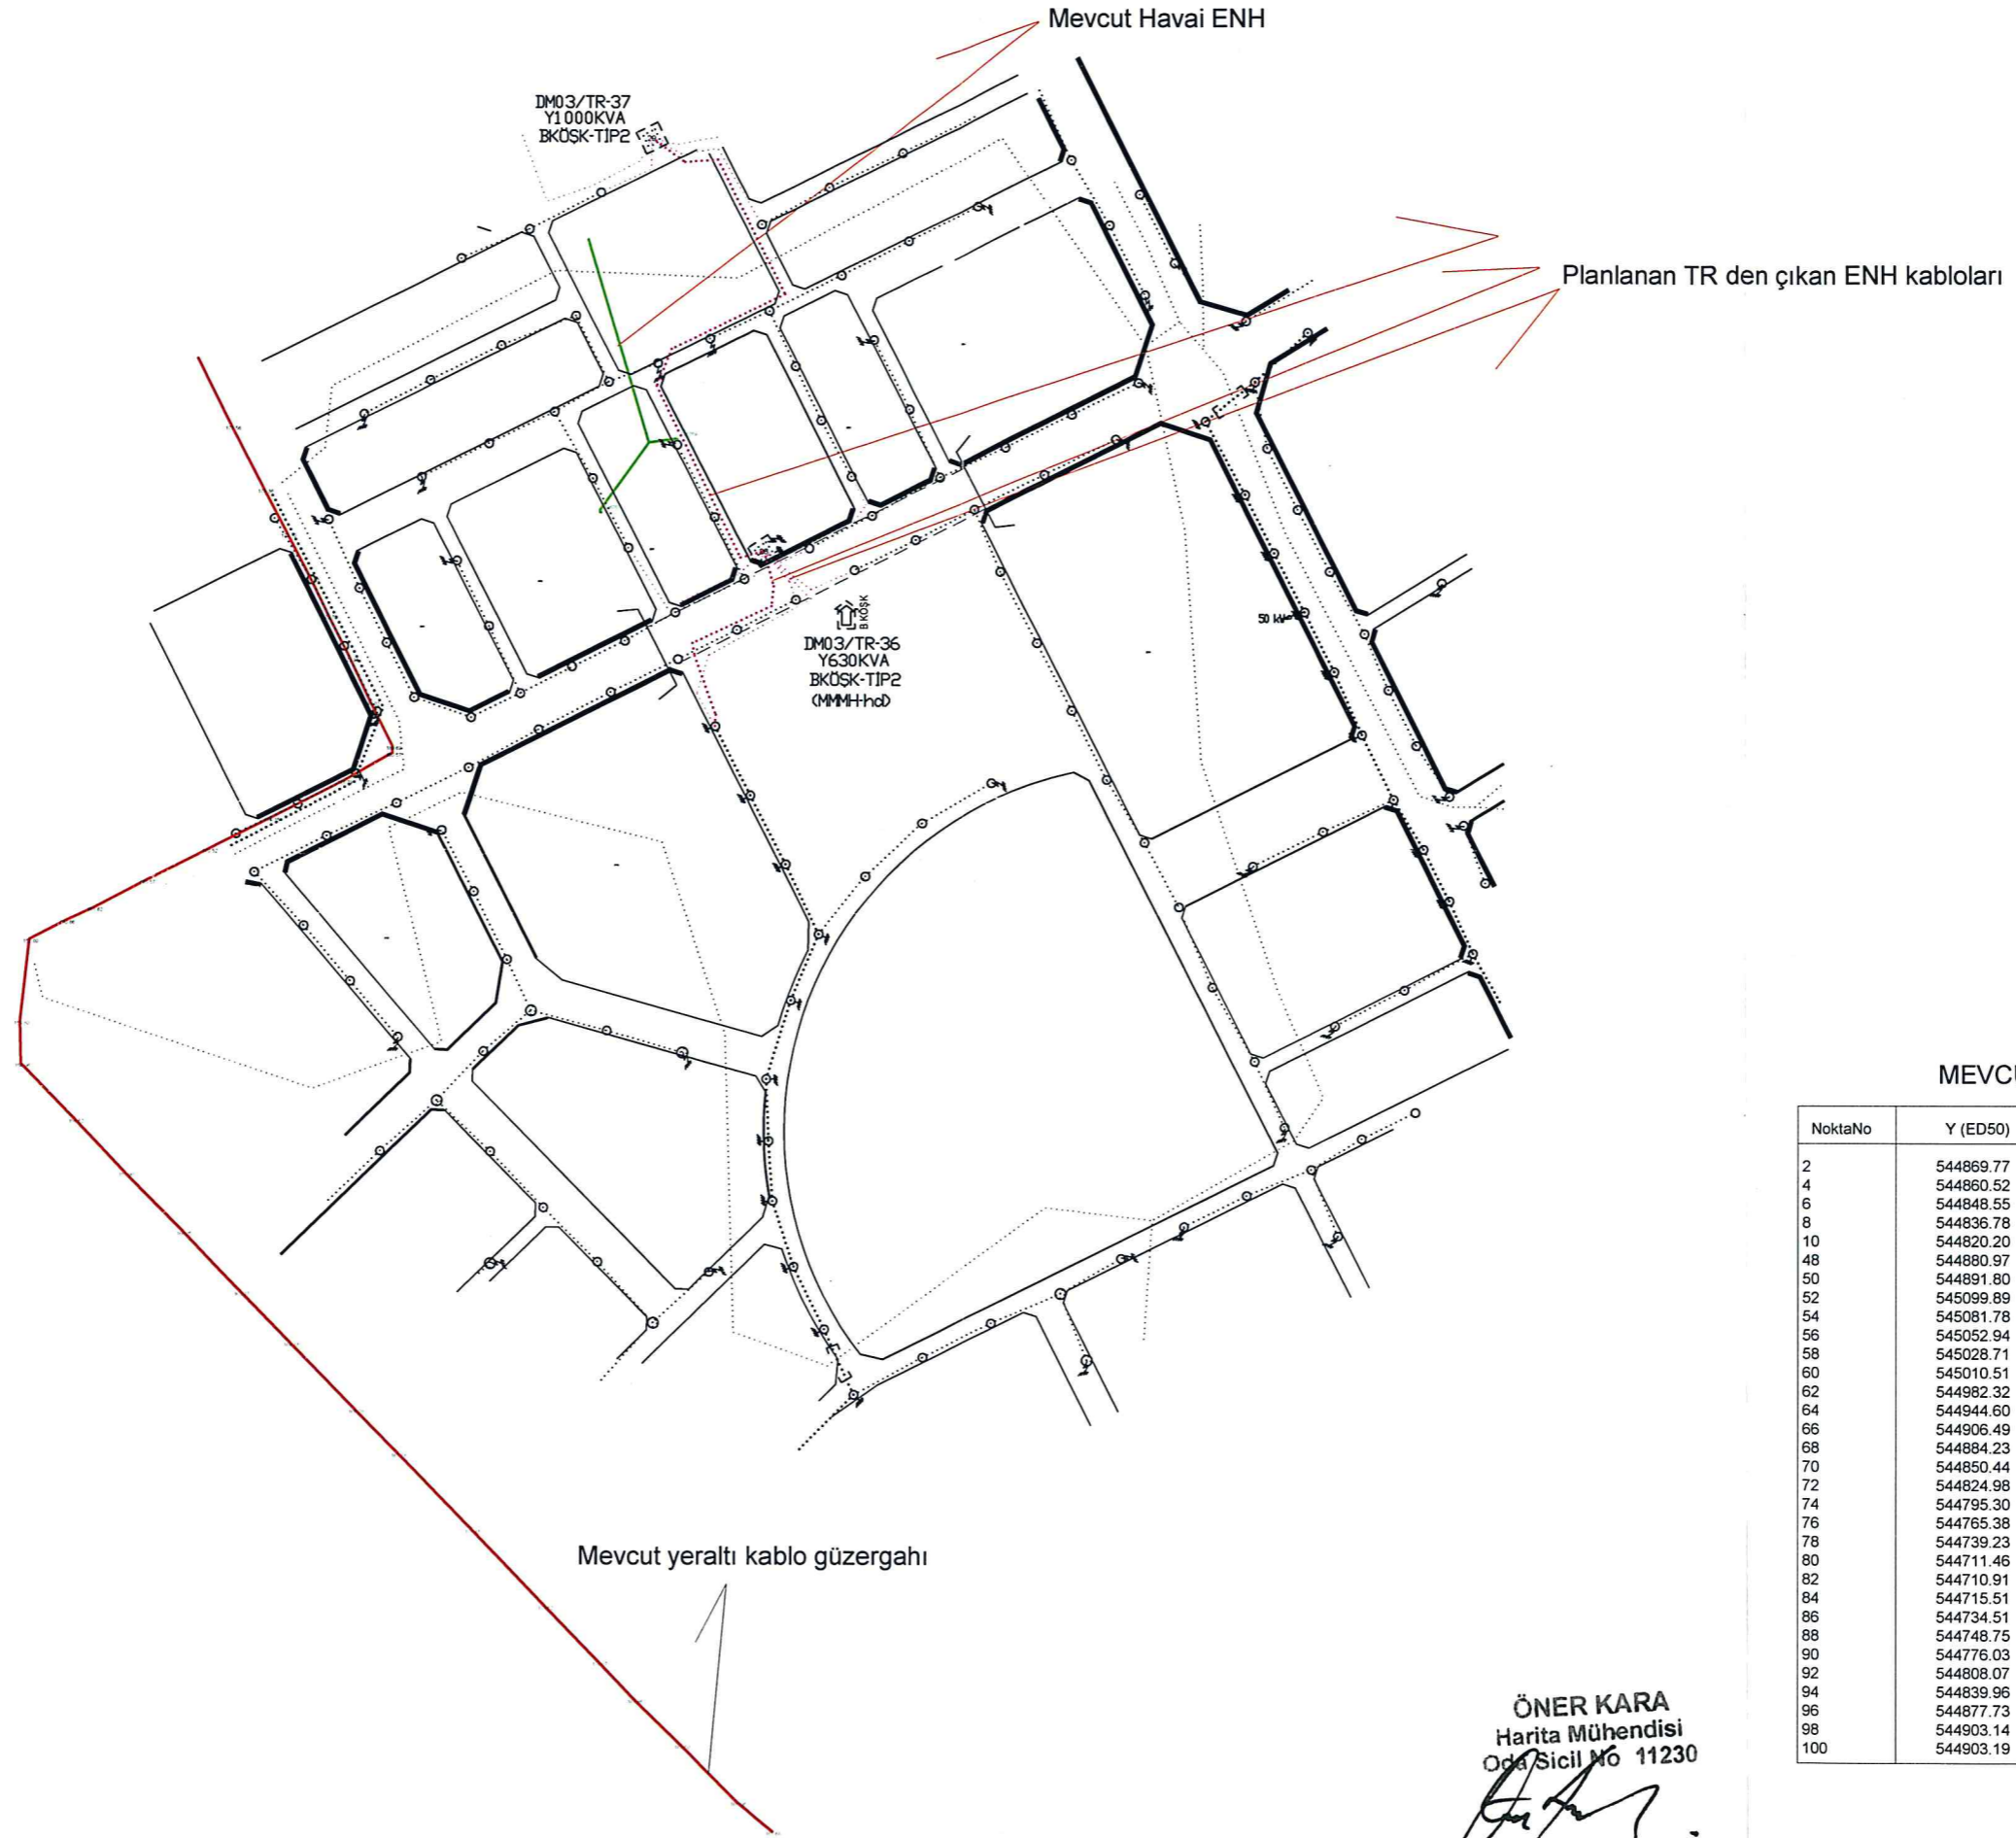 Mevcut Havai ENH
DM03/TR-37
Y1000KVA
BKÖŞK-TİP2
Planlanan TR den çıkan ENH kabloları
BKÖŞK
DM03/TR-36
Y630KVA
BKÖŞK-TİP2
50 kV
MEVCU
NoktaNo Y (ED50)
2 544869.77
4 544860.52
6 544848.55
8 544836.78
10 544820.20
48 544880.97
50 544891.80
52 545099.89
54 545081.78
56 545052.94
58 545028.71
60 545010.51
62 544982.32
64 544944.60
66 544906.49
68 544884.23
70 544850.44
72 544824.98
74 544795.30
76 544765.38
78 544739.23
80 544711.46
82 544710.91
84 544715.51
86 544734.51
88 544748.75
90 544776.03
92 544808.07
94 544839.96
96 544877.73
98 544903.14
100 544903.19
Mevcut yeraltı kablo güzergahı
ÖNER KARA
Harita Mühendisi
Oda Sicil No 11230